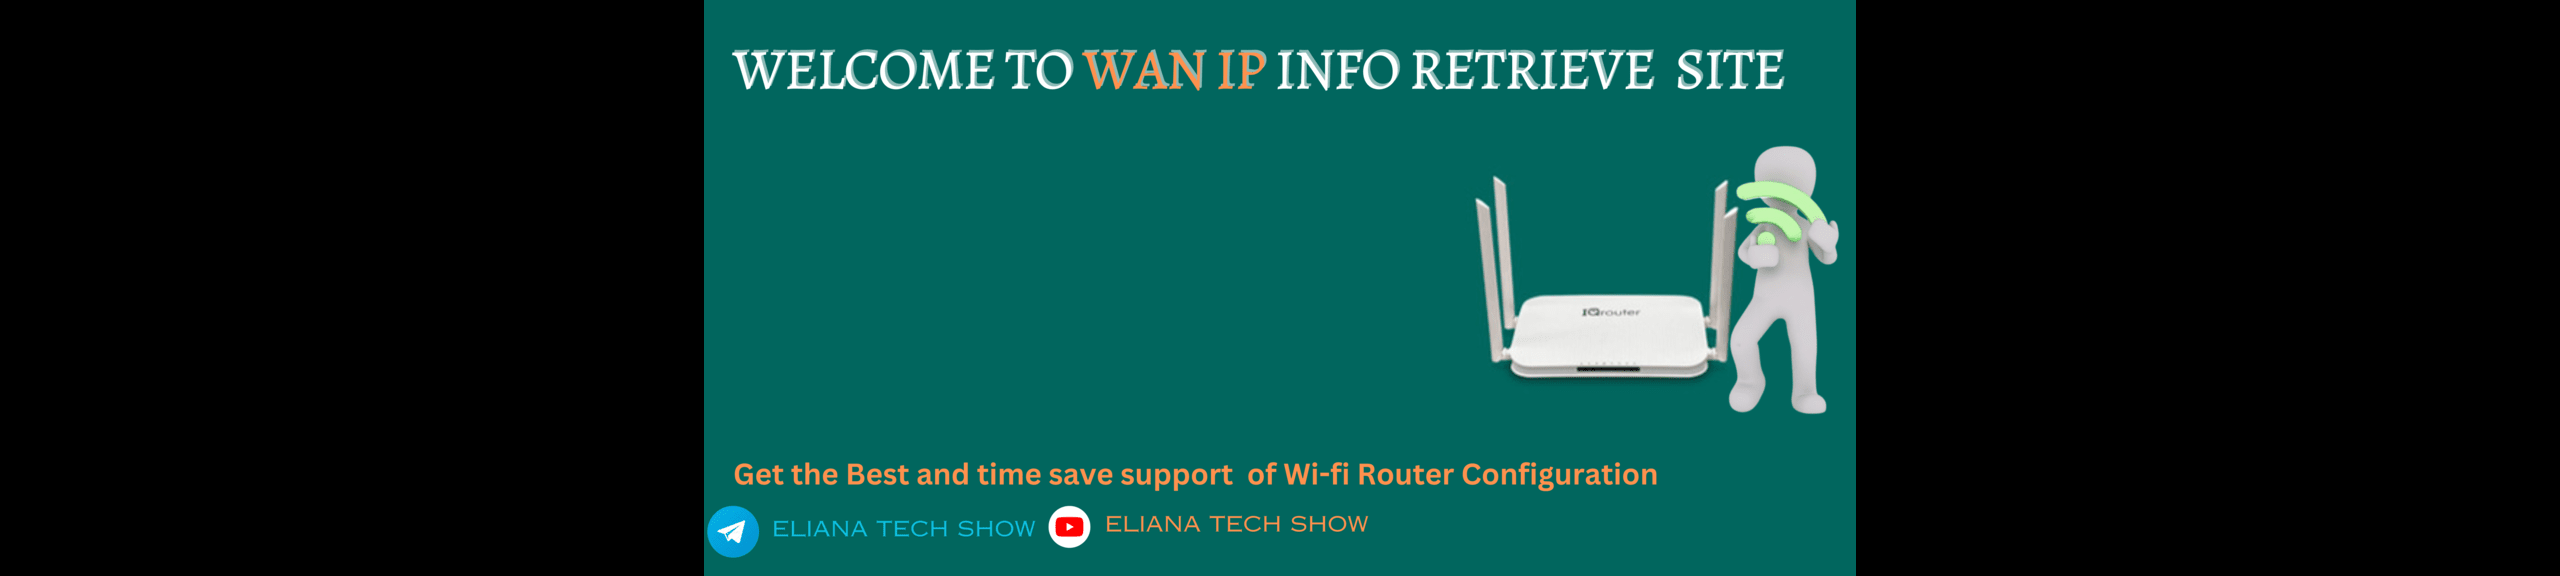 WELCOME TO WAN IP INFO RETRIEVE SITE
IQrouter
Get the Best and time save support of Wi-fi Router Configuration
ELIANA TECH SHOW
ELIANA TECH SHOW